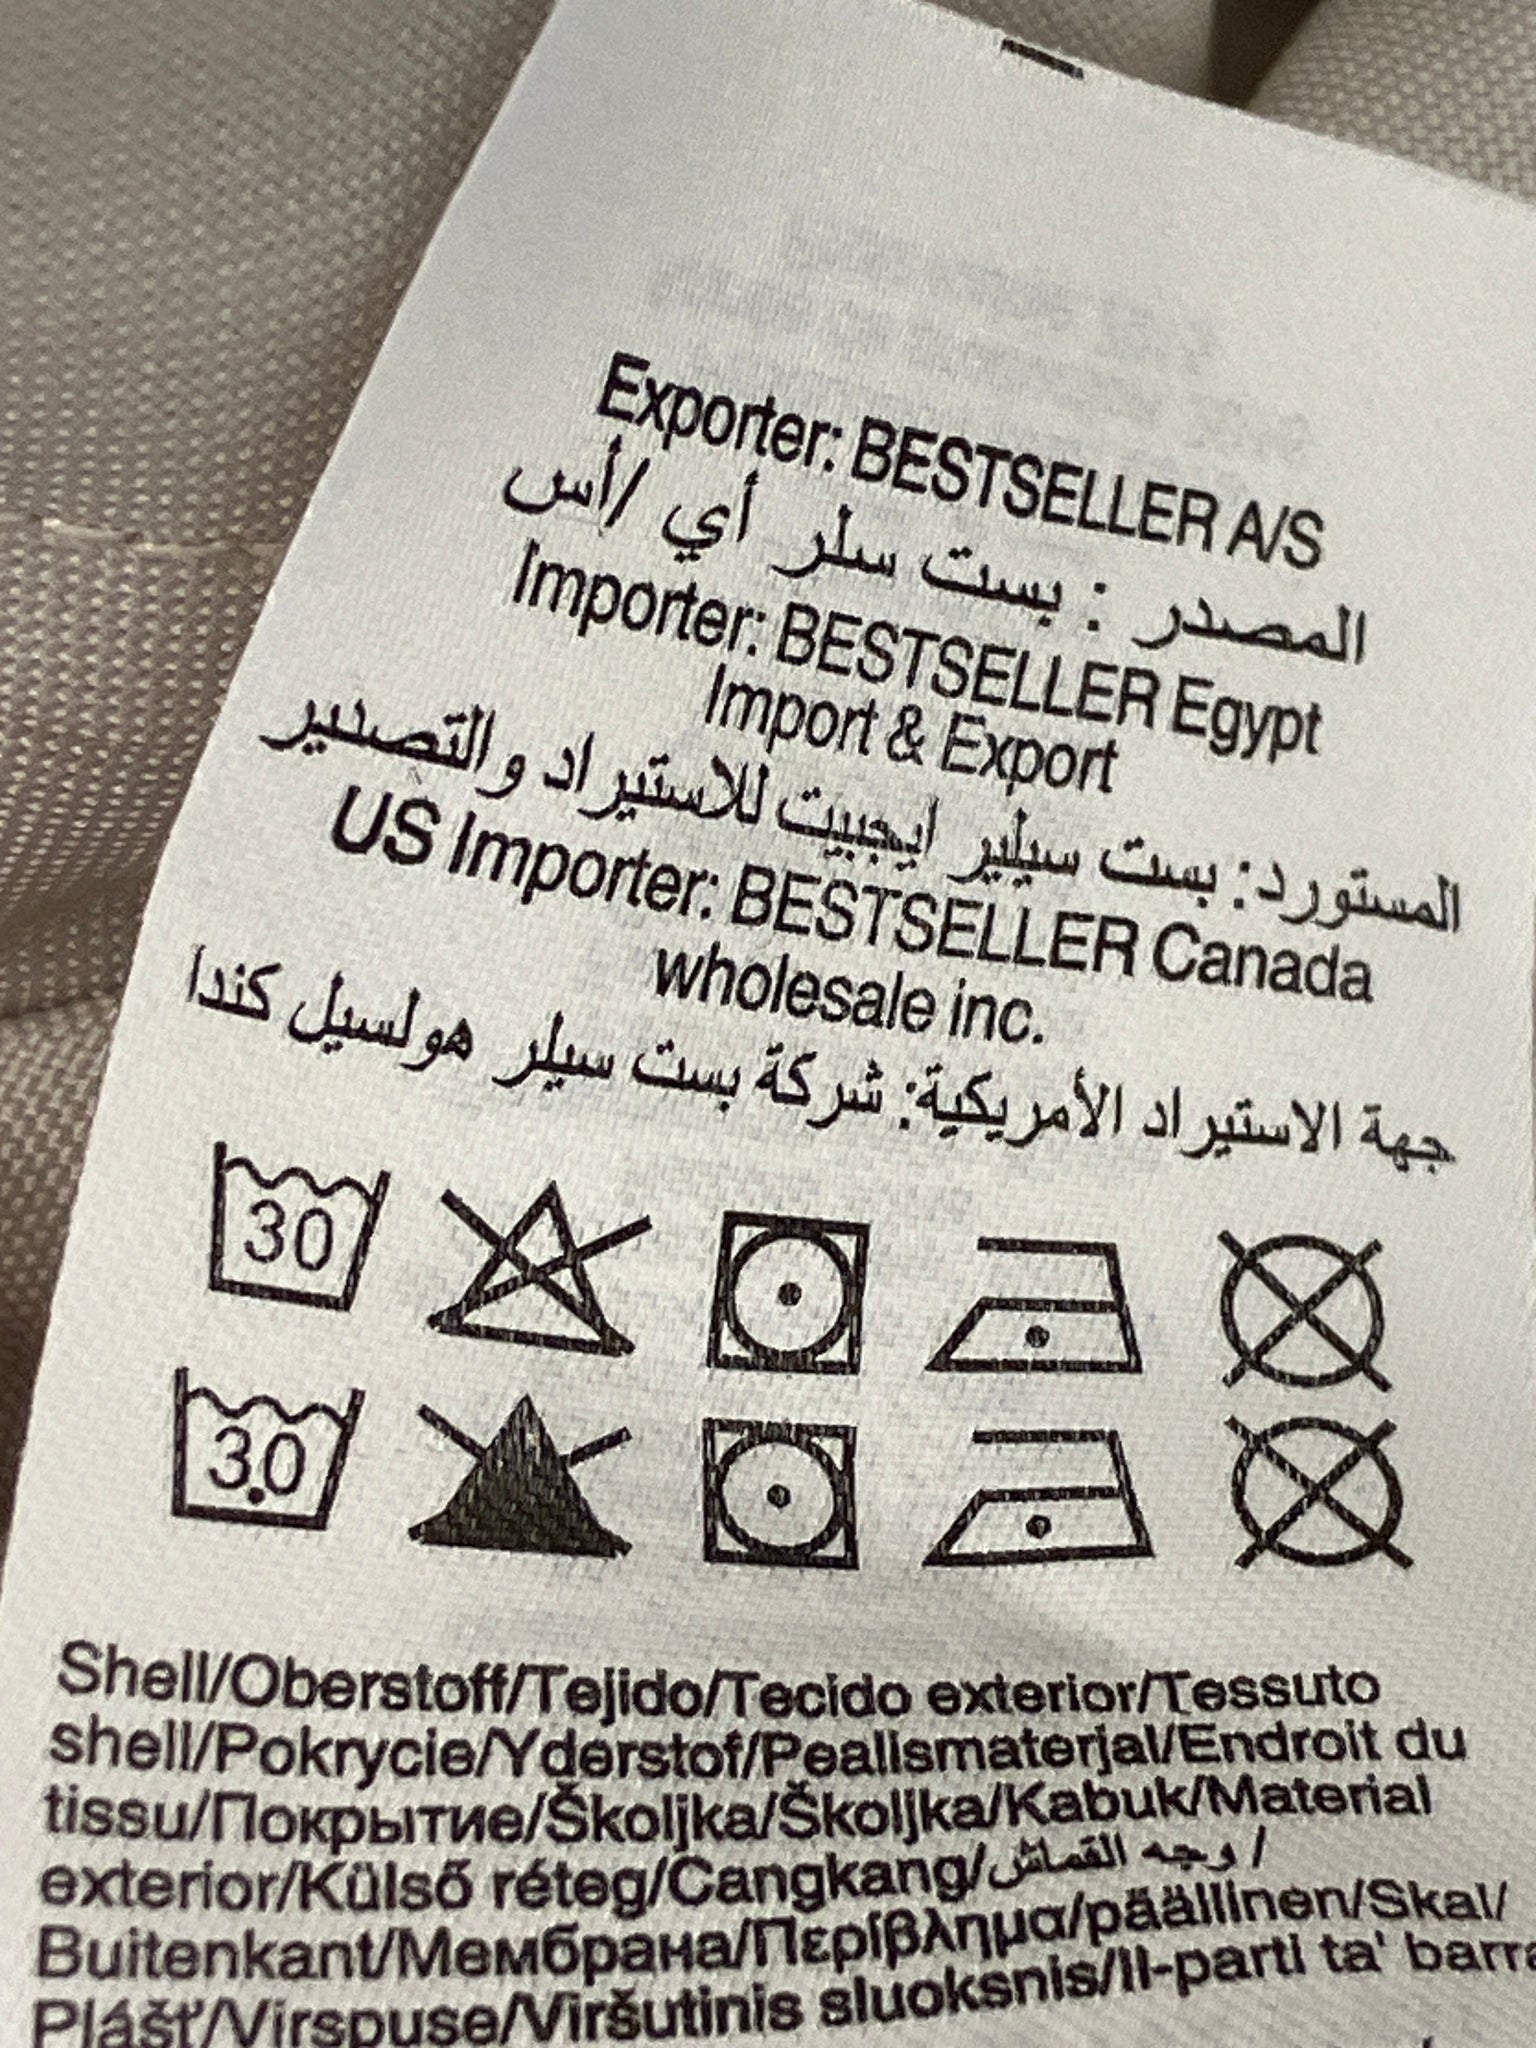 Exporter: BESTSELLER A/S
المصدر : بست سلر أي /أس
Importer: BESTSELLER Egypt
Import & Export
المستورد: بست سيلير ايجيبت للاستيراد والتصدير
US Importer: BESTSELLER Canada
wholesale inc.
جهة الاستيراد الأمريكية: شركة بست سيلر هولسيل كندا
30
30
Shell/Oberstoff/Tejido/Tecido exterior/Tessuto
shell/Pokrycie/Yderstof/Pealismaterjal/Endroit du
tissu/Покрытие/Školjka/Školjka/Kabuk/Material
exterior/Külső réteg/Cangkang/وجه القماش/
Buitenkant/Мембрана/Περίβλημα/päällinen/Skal/
Plášť/Virspuse/Viršutinis sluoksnis/Il-parti ta' barra